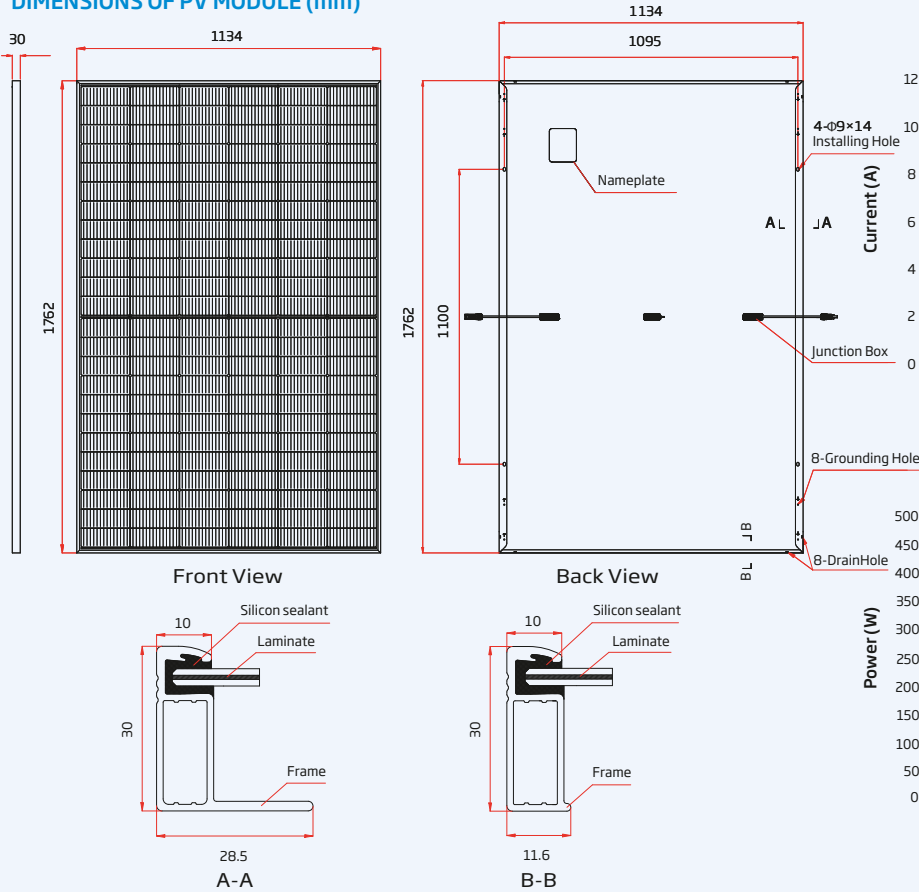 DIMENSIONS OF PV MODULE (mm)
30
1134
1762
Front View
1134
1095
1762
1100
Nameplate
4-Φ9×14
Installing Hole
A
A
Junction Box
8-Grounding Hole
8-DrainHole
B
B
Back View
Current (A)
12
10
8
6
4
2
0
Power (W)
500
450
400
350
300
250
200
150
100
50
0
10
Silicon sealant
Laminate
30
Frame
28.5
A-A
10
Silicon sealant
Laminate
30
Frame
11.6
B-B